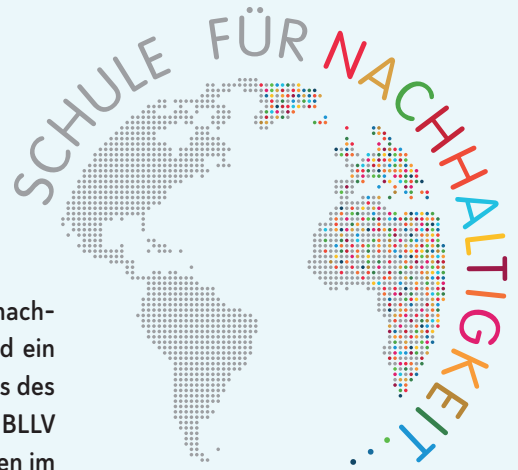 SCHULE FÜR NACHHALTIGKEIT
nach-
d ein
s des
BLLV
en im